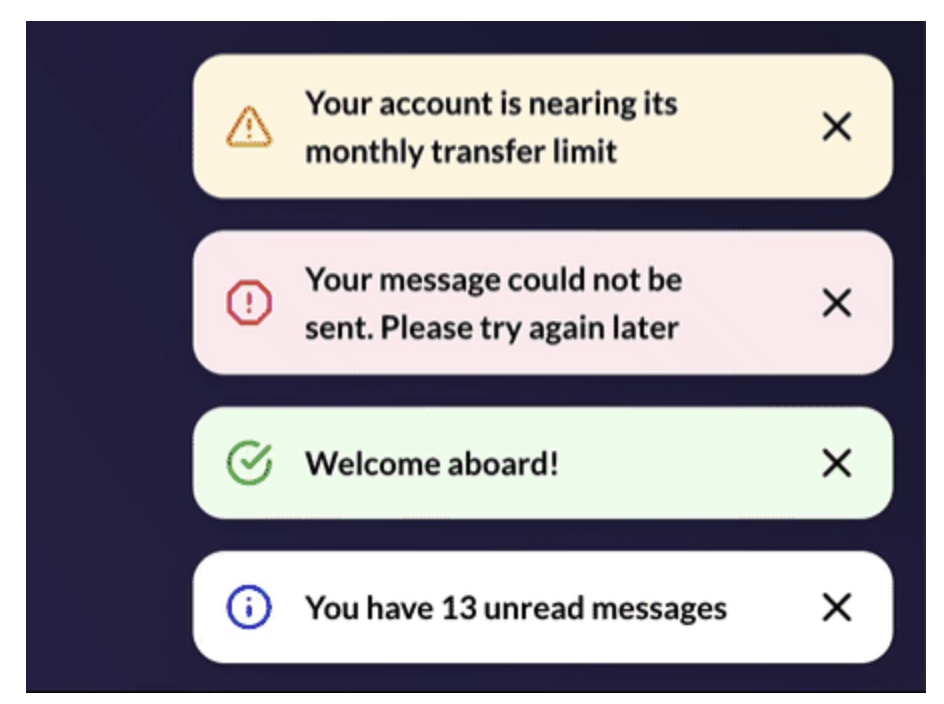 Your account is nearing its
monthly transfer limit
Your message could not be
sent. Please try again later
Welcome aboard!
You have 13 unread messages